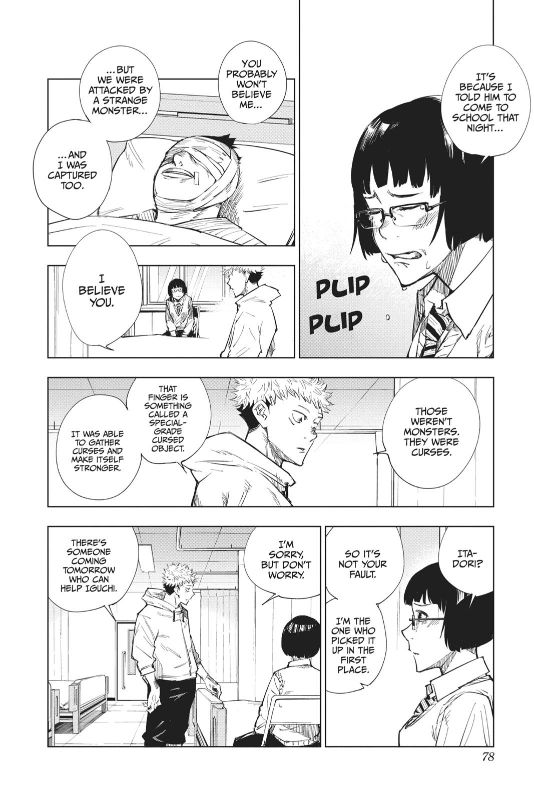 IT'S
BECAUSE I
TOLD HIM TO
COME TO
SCHOOL THAT
NIGHT...
PLIP
PLIP
YOU
PROBABLY
WON'T
BELIEVE
ME...
...BUT
WE WERE
ATTACKED BY
A STRANGE
MONSTER...
...AND
I WAS
CAPTURED
TOO.
I
BELIEVE
YOU.
THOSE
WEREN'T
MONSTERS.
THEY WERE
CURSES.
THAT
FINGER IS
SOMETHING
CALLED A
SPECIAL-
GRADE
CURSED
OBJECT.
IT WAS ABLE
TO GATHER
CURSES AND
MAKE ITSELF
STRONGER.
ITA-
DORI?
SO IT'S
NOT YOUR
FAULT.
I'M THE
ONE WHO
PICKED IT
UP IN THE
FIRST
PLACE.
I'M
SORRY,
BUT DON'T
WORRY.
THERE'S
SOMEONE
COMING
TOMORROW
WHO CAN
HELP IGUCHI.
78